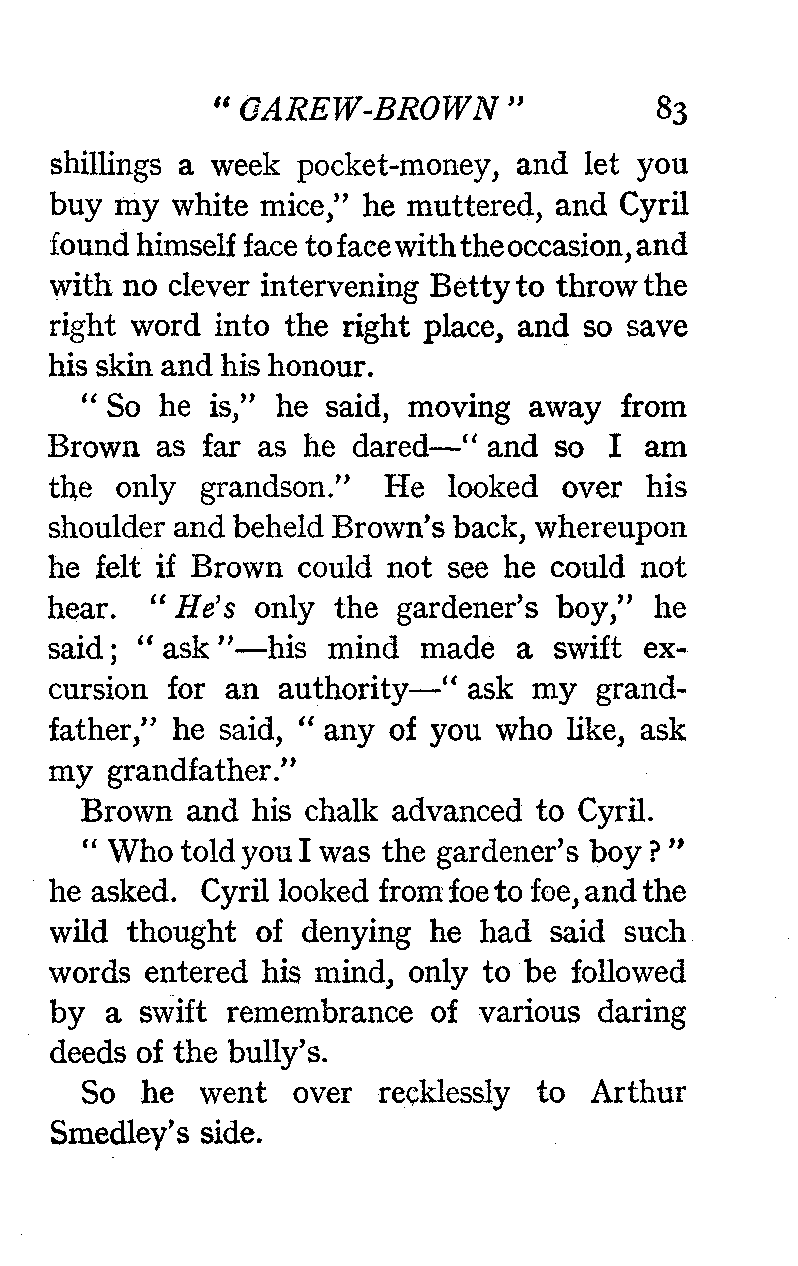 " GAREW-BROWN " 83
shillings a week pocket-money, and let you
buy my white mice," he muttered, and Cyril
found himself face to face with the occasion, and
with no clever intervening Betty to throw the
right word into the right place, and so save
his skin and his honour.
" So he is," he said, moving away from
Brown as far as he dared—" and so I am
the only grandson." He looked over his
shoulder and beheld Brown's back, whereupon
he felt if Brown could not see he could not
hear. " He's only the gardener's boy," he
said; " ask "—his mind made a swift ex-
cursion for an authority—" ask my grand-
father," he said, " any of you who like, ask
my grandfather."
Brown and his chalk advanced to Cyril.
" Who told you I was the gardener's boy ? "
he asked. Cyril looked from foe to foe, and the
wild thought of denying he had said such
words entered his mind, only to be followed
by a swift remembrance of various daring
deeds of the bully's.
So he went over recklessly to Arthur
Smedley's side.